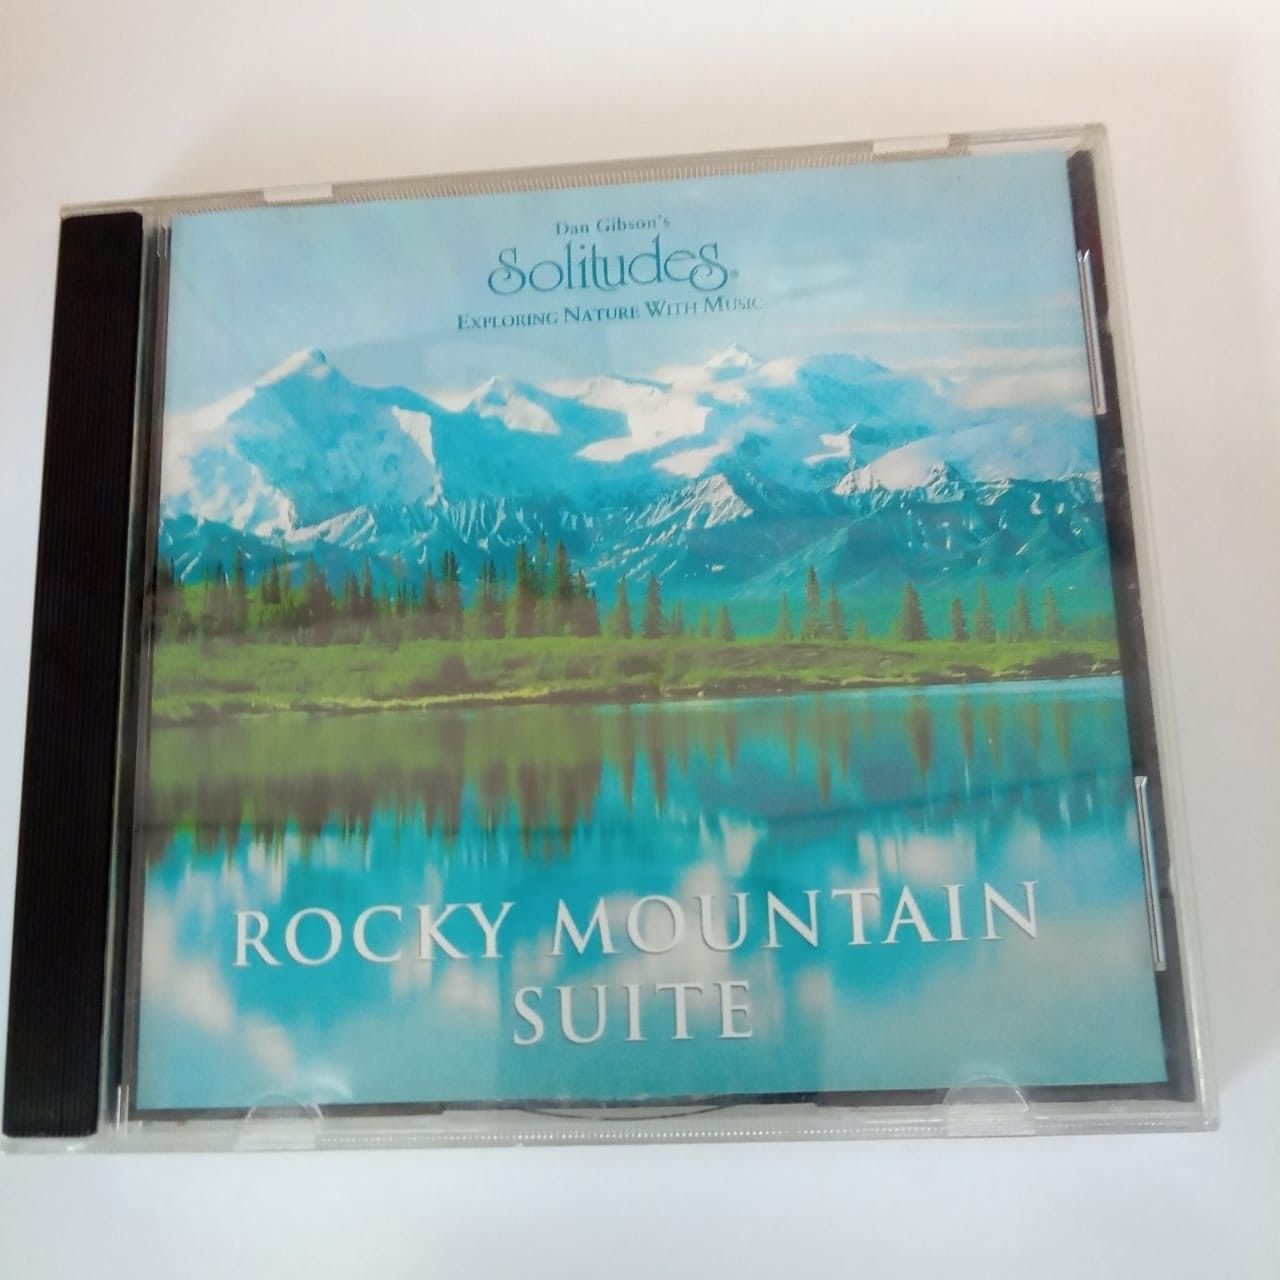 Dan Gibson's
Solitudes®
EXPLORING NATURE WITH MUSIC
ROCKY MOUNTAIN
SUITE